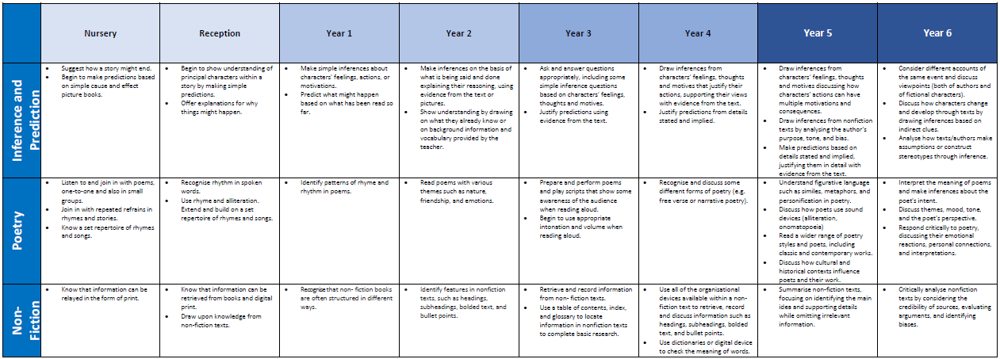 Nursery
Reception
Year 1
Year 2
Year 3
Year 4
Year 5
Year 6
Inference and
Prediction
• Suggest how a story might end.
• Begin to make predictions based
on simple cause and effect
picture books.
• Begin to show understanding of
principal characters within a
story by making simple
predictions.
• Offer explanations for why
things might happen.
• Make simple inferences about
characters' feelings, actions, or
motivations.
• Predict what might happen
based on what has been read so
far.
• Make inferences on the basis of
what is being said and done
explaining their reasoning, using
evidence from the text or
pictures.
• Show understanding by drawing
on what they already know or
on background information and
vocabulary provided by the
teacher.
• Ask and answer questions
appropriately, including some
simple inference questions
based on characters' feelings,
thoughts and motives.
• Justify predictions using
evidence from the text.
• Draw inferences from
characters' feelings, thoughts
and motives that justify their
actions, supporting their views
with evidence from the text.
• Justify predictions from details
stated and implied.
• Draw inferences from
characters' feelings, thoughts
and motives discussing how
characters' actions can have
multiple motivations and
consequences.
• Draw inferences from nonfiction
texts by analysing the author's
purpose, tone, and bias.
• Make predictions based on
details stated and implied,
justifying them in detail with
evidence from the text.
• Consider different accounts of
the same event and discuss
viewpoints (both of authors and
of fictional characters).
• Discuss how characters change
and develop through texts by
drawing inferences based on
indirect clues.
• Analyse how texts/authors make
assumptions or construct
stereotypes through inference.
Poetry
• Listen to and join in with poems,
one-to-one and also in small
groups.
• Join in with repeated refrains in
rhymes and stories.
• Know a set repertoire of rhymes
and songs.
• Recognise rhythm in spoken
words.
• Use rhyme and alliteration.
Extend and build on a set
repertoire of rhymes and songs.
• Identify patterns of rhyme and
rhythm in poems.
• Read poems with various
themes such as nature,
friendship, and emotions.
• Prepare and perform poems
and play scripts that show some
awareness of the audience
when reading aloud.
• Begin to use appropriate
intonation and volume when
reading aloud.
• Recognise and discuss some
different forms of poetry (e.g.
free verse or narrative poetry).
• Understand figurative language
such as similes, metaphors, and
personification in poetry.
• Discuss how poets use sound
devices (alliteration,
onomatopoeia)
• Read a wider range of poetry
styles and poets, including
classic and contemporary works.
• Discuss how cultural and
historical contexts influence
poets and their work.
• Interpret the meaning of poems
and make inferences about the
poet's intent.
• Discuss themes, mood, tone,
and the poet's perspective.
• Respond critically to poetry,
discussing their emotional
reactions, personal connections,
and interpretations.
Non-
Fiction
• Know that information can be
relayed in the form of print.
• Know that information can be
retrieved from books and digital
print.
• Draw upon knowledge from
non-fiction texts.
• Recognise that non- fiction books
are often structured in different
ways.
• Identify features in nonfiction
texts, such as headings,
subheadings, bolded text, and
bullet points.
• Retrieve and record information
from non- fiction texts.
• Use a table of contents, index,
and glossary to locate
information in nonfiction texts
to complete basic research.
• Use all of the organisational
devices available within a non-
fiction text to retrieve, record
and discuss information such as
headings, subheadings, bolded
text, and bullet points.
• Use dictionaries or digital device
to check the meaning of words.
• Summarise non-fiction texts,
focusing on identifying the main
idea and supporting details
while omitting irrelevant
information.
• Critically analyse nonfiction
texts by considering the
credibility of sources, evaluating
arguments, and identifying
biases.